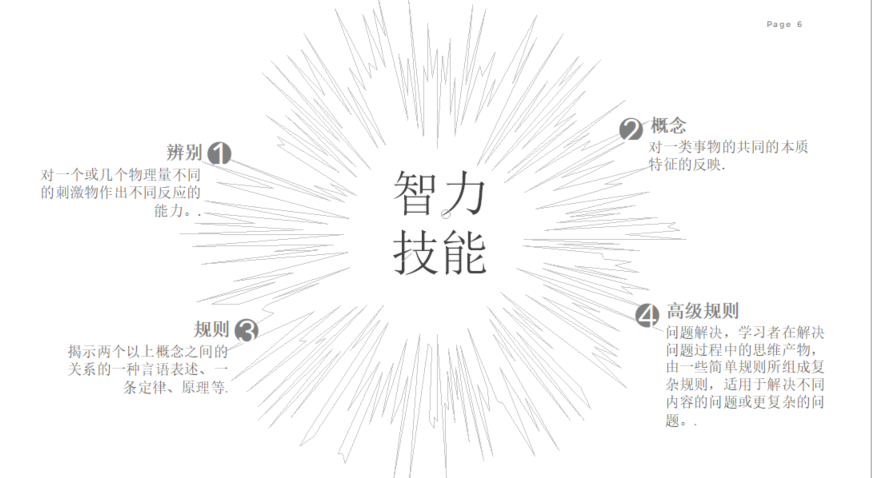 Page 6
智力
技能
辨别 1
对一个或几个物理量不同
的刺激物作出不同反应的
能力。.
2 概念
对一类事物的共同的本质
特征的反映.
规则 3
揭示两个以上概念之间的
关系的一种言语表述、一
条定律、原理等.
4 高级规则
问题解决，学习者在解决
问题过程中的思维产物，
由一些简单规则所组成复
杂规则，适用于解决不同
内容的问题或更复杂的问
题。.